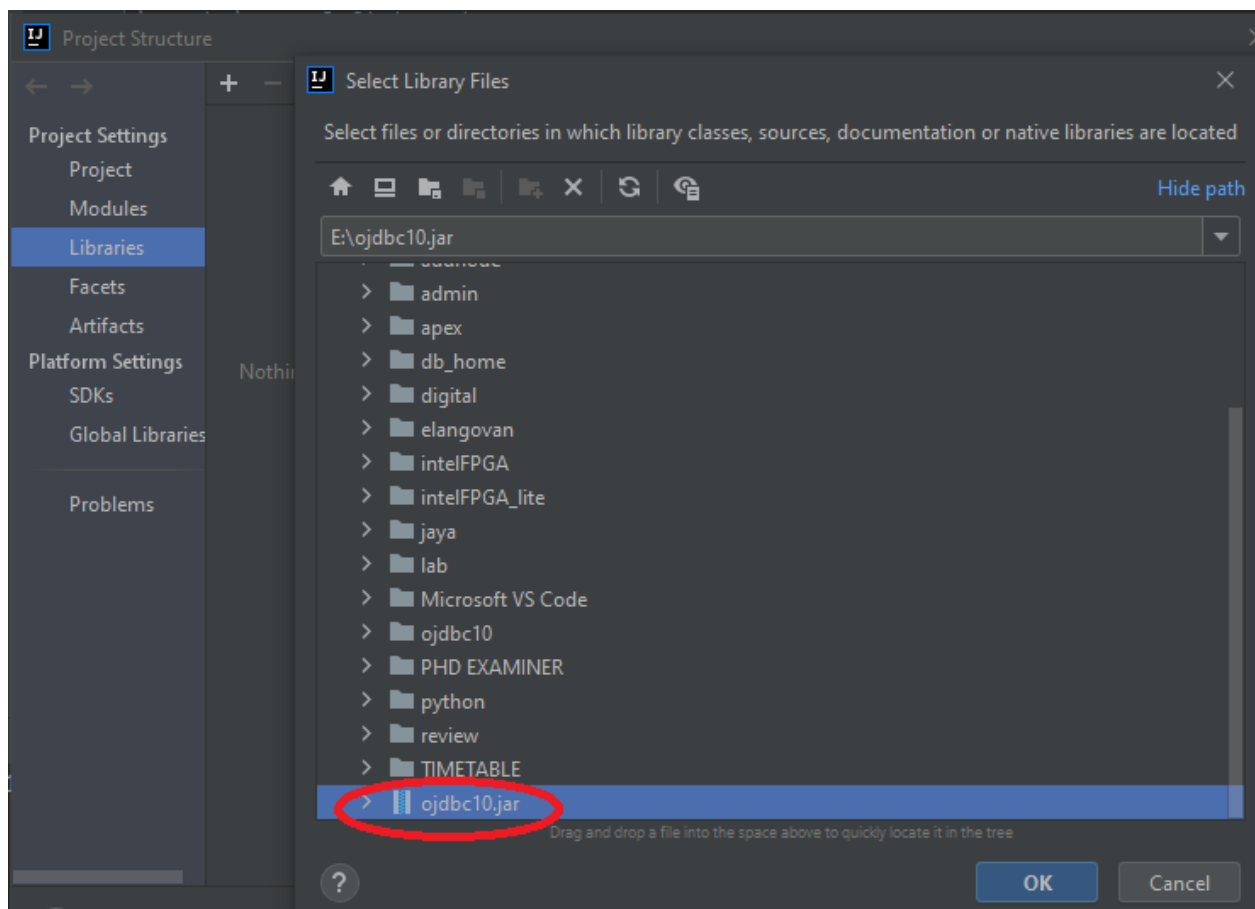 IJ Project Structure
IJ Select Library Files
Select files or directories in which library classes, sources, documentation or native libraries are located
Project Settings
Project
Modules
Libraries
Facets
Artifacts
Platform Settings
SDKs
Global Libraries
Problems
Hide path
E:\ojdbc10.jar
admin
apex
db_home
digital
elangovan
intelFPGA
intelFPGA_lite
jaya
lab
Microsoft VS Code
ojdbc10
PHD EXAMINER
python
review
TIMETABLE
ojdbc10.jar
Drag and drop a file into the space above to quickly locate it in the tree
?
OK
Cancel